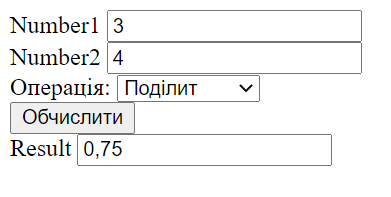 Number1 3
Number2 4
Операція: Поділит
Обчислити
Result 0,75